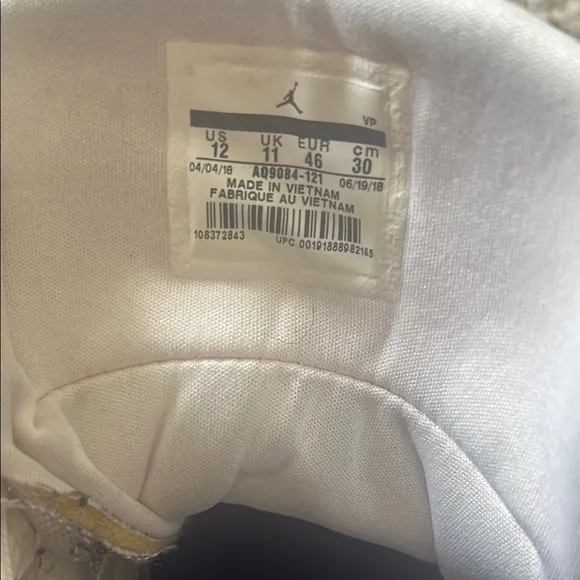 VP
US UK EUR cm
12 11 46 30
04/04/18 AQ9084-121 06/19/18
MADE IN VIETNAM
FABRIQUE AU VIETNAM
108372843 UPC 00191888982165